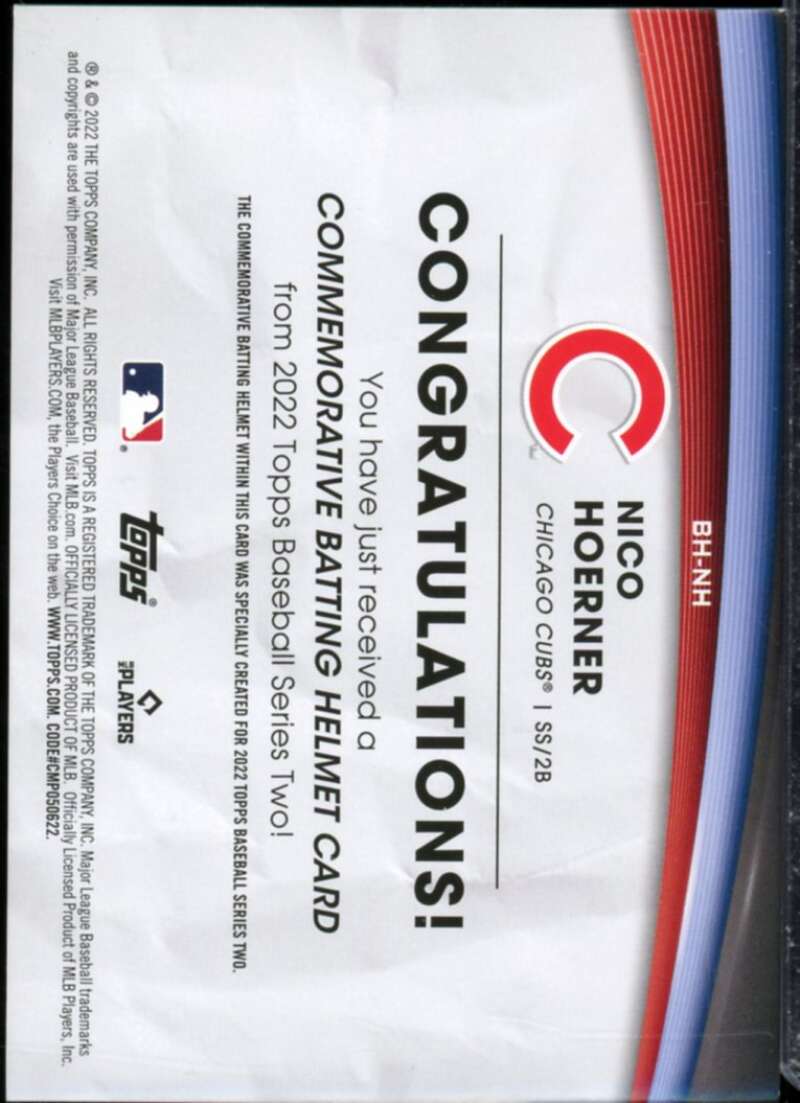 BH-NH
NICO
HOERNER
CHICAGO CUBS® | SS/2B
CONGRATULATIONS!
You have just received a
COMMEMORATIVE BATTING HELMET CARD
from 2022 Topps Baseball Series Two!
THE COMMEMORATIVE BATTING HELMET WITHIN THIS CARD WAS SPECIALLY CREATED FOR 2022 TOPPS BASEBALL SERIES TWO.
topps® MLB PLAYERS
® & © 2022 THE TOPPS COMPANY, INC. ALL RIGHTS RESERVED. TOPPS IS A REGISTERED TRADEMARK OF THE TOPPS COMPANY, INC. Major League Baseball trademarks
and copyrights are used with permission of Major League Baseball. Visit MLB.com. OFFICIALLY LICENSED PRODUCT OF MLB. Officially Licensed Product of MLB Players, Inc.
Visit MLBPLAYERS.COM, the Players Choice on the web. WWW.TOPPS.COM. CODE#CMP050622.